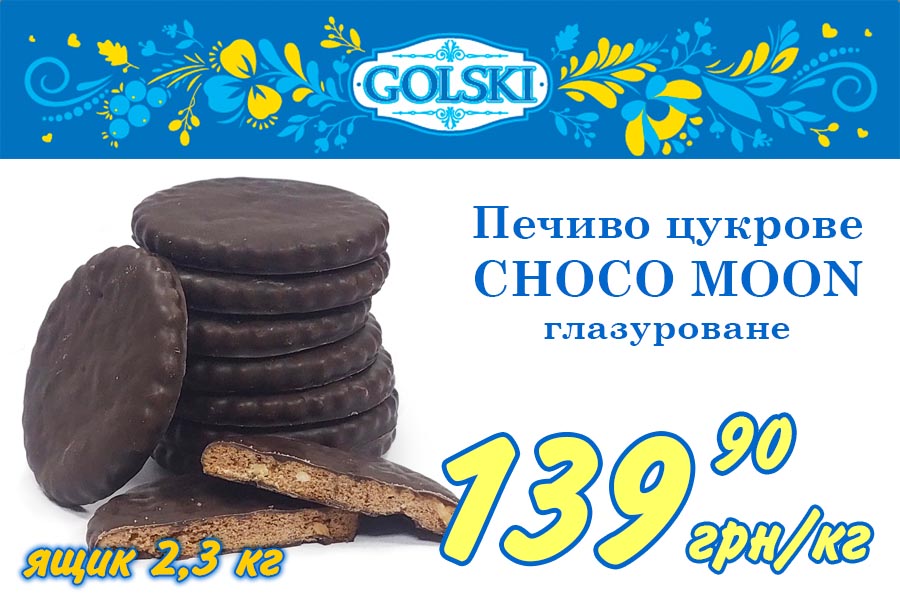 GOLSKI
Печиво цукрове
CHOCO MOON
глазуроване
139 90
грн/кг
ящик 2,3 кг